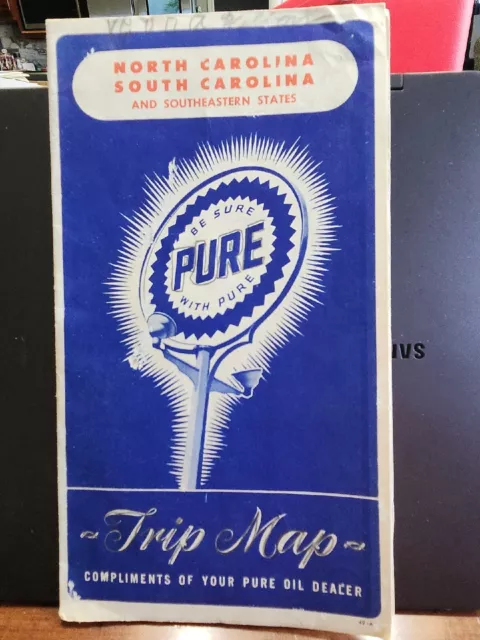 NORTH CAROLINA
SOUTH CAROLINA
AND SOUTHEASTERN STATES
BE SURE
PURE
WITH PURE
~ Trip Map ~
COMPLIMENTS OF YOUR PURE OIL DEALER
SAM